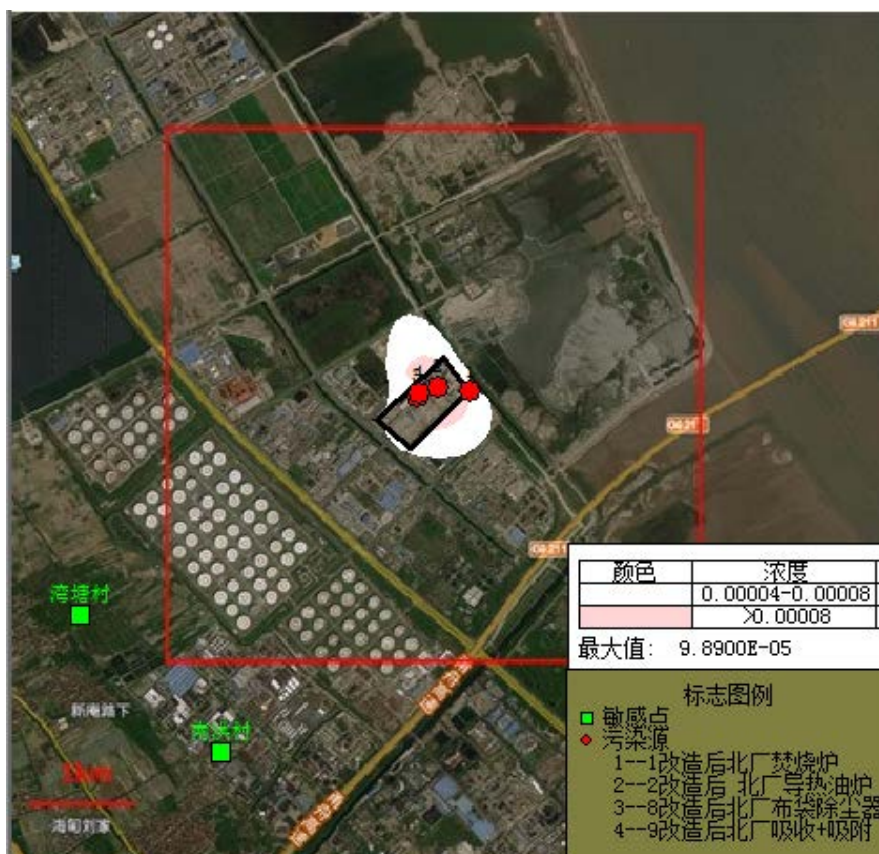 G4211
G4211
G4211
湾塘村
南洪村
海甸刘家
1km
颜色 浓度
0.00004-0.00008
>0.00008
最大值: 9.8900E-05
标志图例
敏感点
污染源
1--1改造后北厂焚烧炉
2--2改造后 北厂导热油炉
3--8改造后北厂布袋除尘器
4--9改造后北厂吸收+吸附